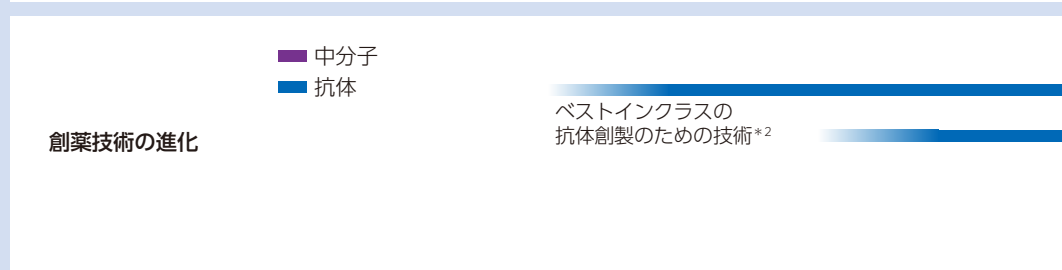 中分子
抗体
創薬技術の進化
ベストインクラスの
抗体創製のための技術*2